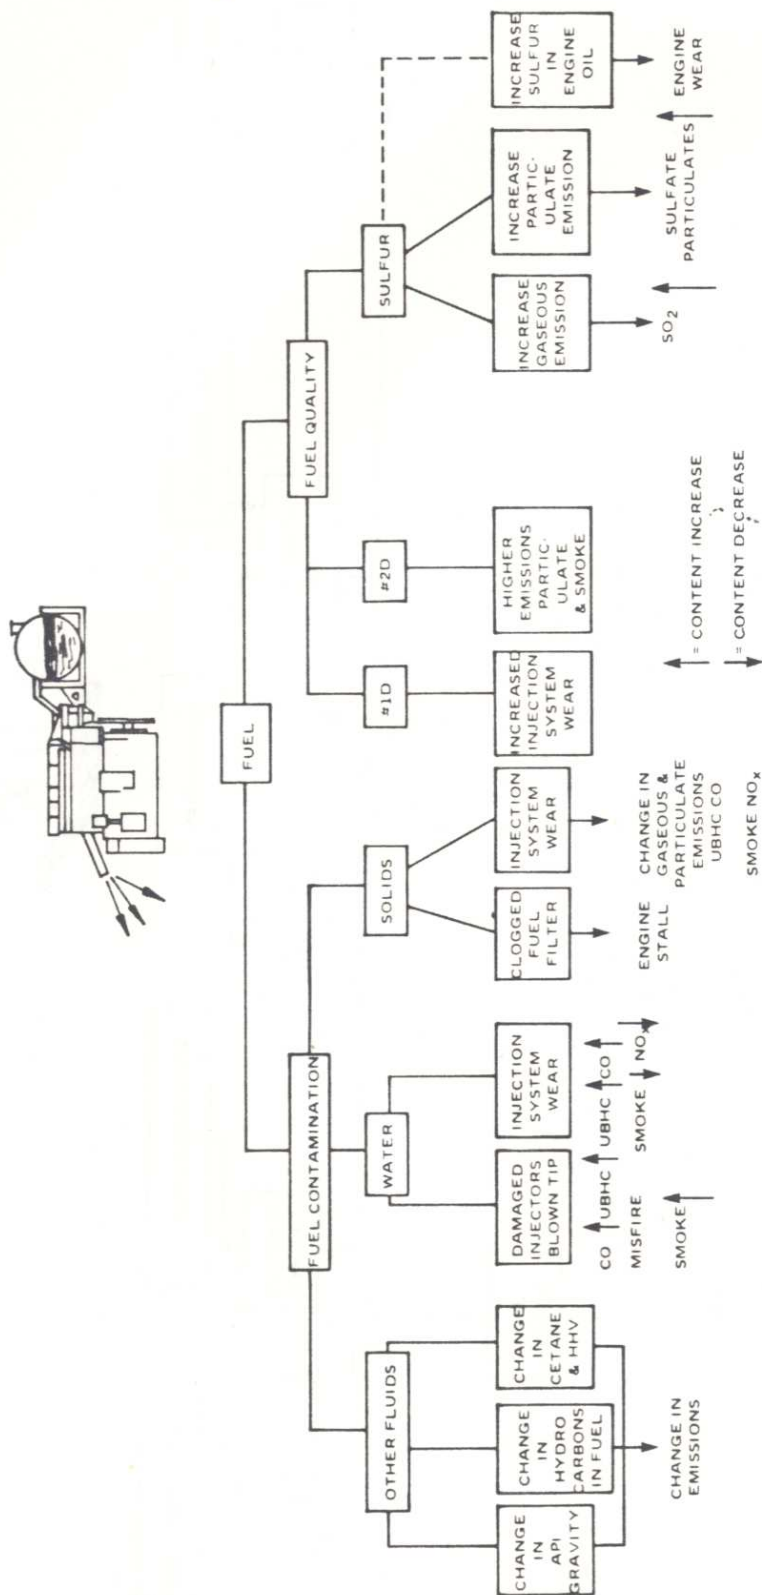 FUEL
FUEL CONTAMINATION
FUEL QUALITY
OTHER FLUIDS
WATER
SOLIDS
#1D
#2D
SULFUR
CHANGE
IN
API
GRAVITY
CHANGE
IN
HYDRO
CARBONS
IN FUEL
CHANGE
IN
CETANE
& HHV
DAMAGED
INJECTORS
BLOWN TIP
INJECTION
SYSTEM
WEAR
CLOGGED
FUEL
FILTER
INJECTION
SYSTEM
WEAR
INCREASED
INJECTION
SYSTEM
WEAR
HIGHER
EMISSIONS
PARTIC-
ULATE
& SMOKE
INCREASE
GASEOUS
EMISSION
INCREASE
PARTIC-
ULATE
EMISSION
INCREASE
SULFUR
IN
ENGINE
OIL
CHANGE IN
EMISSIONS
CO UBHC
MISFIRE
SMOKE
UBHC CO
SMOKE NOx
ENGINE
STALL
CHANGE IN
GASEOUS &
PARTICULATE
EMISSIONS
UBHC CO
SMOKE NOx
SO2
SULFATE
PARTICULATES
ENGINE
WEAR
= CONTENT INCREASE
= CONTENT DECREASE